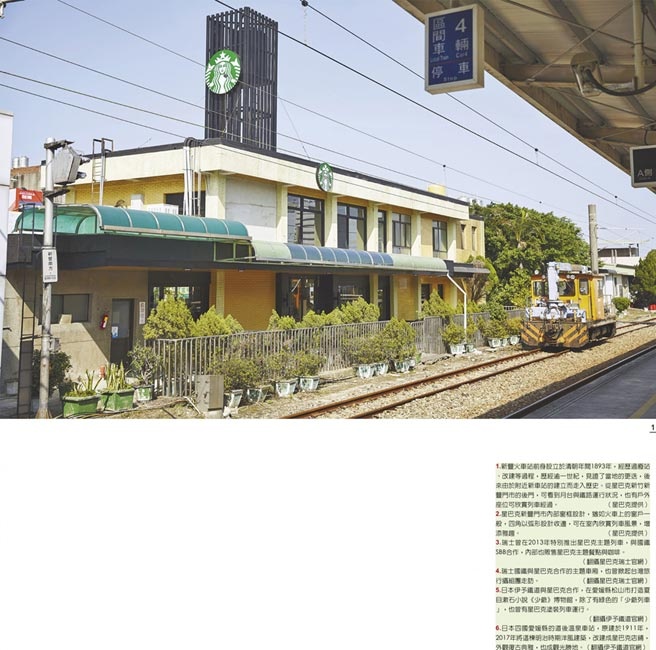 區間車
Local Train
停
4輛
Car
車
Stop
A側
1
1.新豐火車站前身設立於清朝年間1893年，經歷遷站
、改建等過程，歷經逾一世紀，見證了當地的更迭，後
來由於附近新車站的建立而走入歷史。從星巴克新竹新
豐門市的後門，可看到月台與鐵路運行狀況，也有戶外
座位可欣賞列車經過。 （星巴克提供）
2.星巴克新豐門市內部窗框設計，猶如火車上的窗戶一
般，四角以弧形設計收邊，可在室內欣賞列車風景，增
添雅趣。 （星巴克提供）
3.瑞士曾在2013年特別推出星巴克主題列車，與國鐵
SBB合作，內部也販售星巴克主題餐點與咖啡。
（翻攝星巴克瑞士官網）
4.瑞士國鐵與星巴克合作的主題車廂，也曾掀起台灣旅
行攝組團走訪。 （翻攝星巴克瑞士官網）
5.日本伊予鐵道與星巴克合作，在愛媛縣松山市打造夏
目漱石小說《少爺》博物館，除了有綠色的「少爺列車
」，也曾有星巴克塗裝列車運行。
（翻攝伊予鐵道官網）
6.日本四國愛媛縣的道後溫泉車站，原建於1911年，
2017年將這棟明治時期洋風建築，改建成星巴克店鋪，
外觀復古典雅，也成觀光勝地。（翻攝伊予鐵道官網）